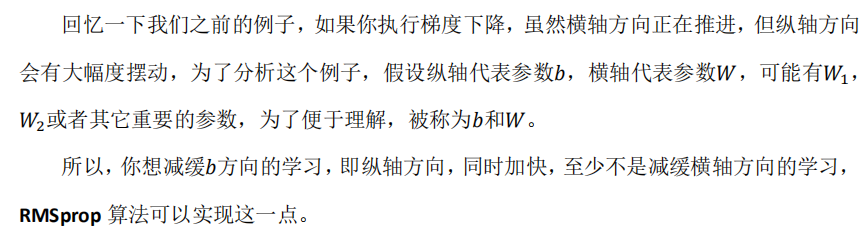 回忆一下我们之前的例子，如果你执行梯度下降，虽然横轴方向正在推进，但纵轴方向
会有大幅度摆动，为了分析这个例子，假设纵轴代表参数b，横轴代表参数W，可能有W₁，
W₂或者其它重要的参数，为了便于理解，被称为b和W。
所以，你想减缓b方向的学习，即纵轴方向，同时加快，至少不是减缓横轴方向的学习，
RMSprop 算法可以实现这一点。